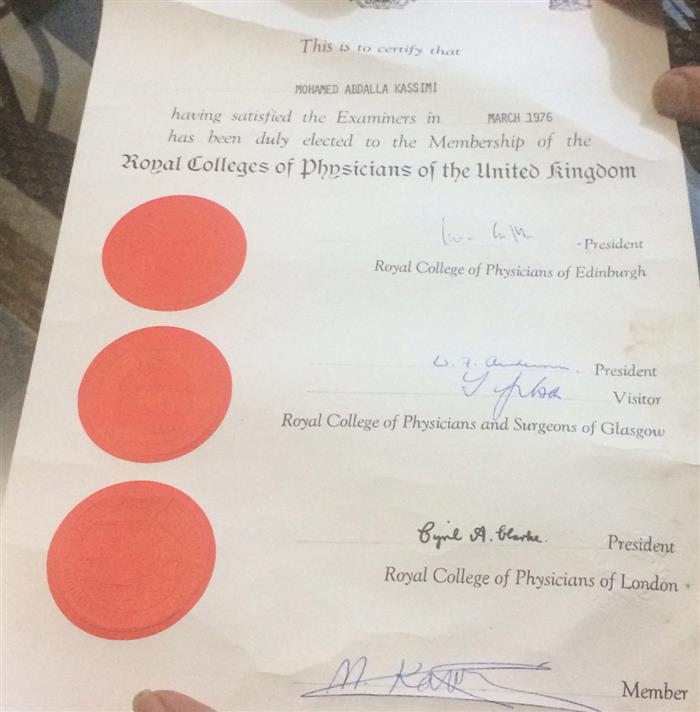 This is to certify that
MOHAMED ABDALLA KASSIMI
having satisfied the Examiners in MARCH 1976
has been duly elected to the Membership of the
Royal Colleges of Physicians of the United Kingdom
President
Royal College of Physicians of Edinburgh
W. F. Anderson. President
Visitor
Royal College of Physicians and Surgeons of Glasgow
Cyril A. Clarke. President
Royal College of Physicians of London
Member